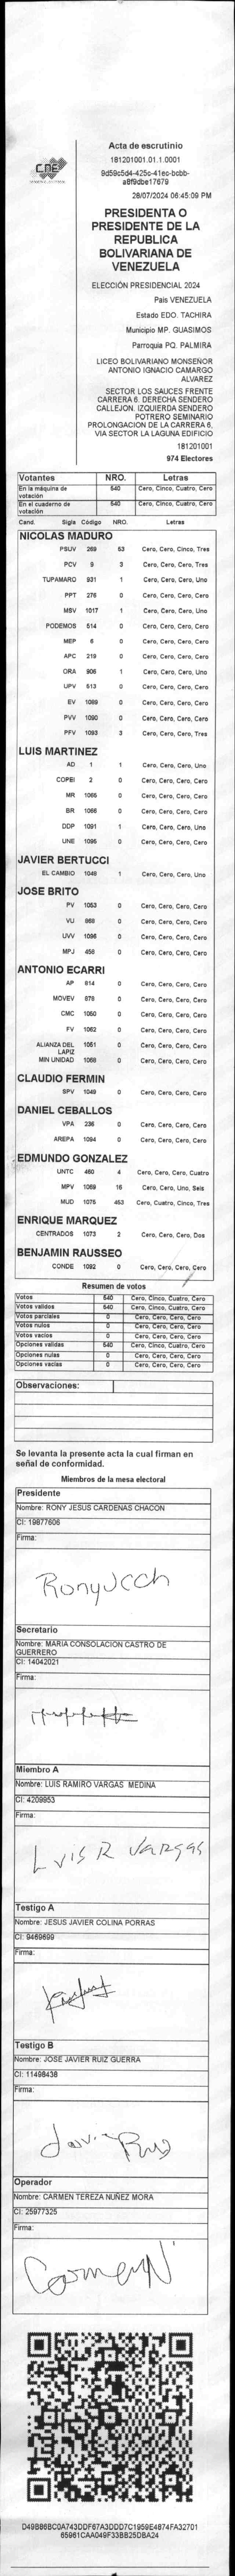 CNE
Acta de escrutinio
181201001.01.1.0001
9d59c5d4-425c-41ec-bcbb-
a8f9dbe17679
28/07/2024 06:45:09 PM
PRESIDENTA O
PRESIDENTE DE LA
REPUBLICA
BOLIVARIANA DE
VENEZUELA
ELECCIÓN PRESIDENCIAL 2024
Pais VENEZUELA
Estado EDO. TACHIRA
Municipio MP. GUASIMOS
Parroquia PQ. PALMIRA
LICEO BOLIVARIANO MONSEÑOR
ANTONIO IGNACIO CAMARGO
ALVAREZ
SECTOR LOS SAUCES FRENTE
CARRERA 6. DERECHA SENDERO
CALLEJON. IZQUIERDA SENDERO
POTRERO SEMINARIO
PROLONGACION DE LA CARRERA 6,
VIA SECTOR LA LAGUNA EDIFICIO
181201001
974 Electores
Votantes NRO. Letras
En la máquina de votación 540 Cero, Cinco, Cuatro, Cero
En el cuaderno de votación 540 Cero, Cinco, Cuatro, Cero
Cand. Sigla Código NRO. Letras
NICOLAS MADURO
PSUV 269 53 Cero, Cero, Cinco, Tres
PCV 9 3 Cero, Cero, Cero, Tres
TUPAMARO 931 1 Cero, Cero, Cero, Uno
PPT 276 0 Cero, Cero, Cero, Cero
MSV 1017 1 Cero, Cero, Cero, Uno
PODEMOS 514 0 Cero, Cero, Cero, Cero
MEP 6 0 Cero, Cero, Cero, Cero
APC 219 0 Cero, Cero, Cero, Cero
ORA 906 1 Cero, Cero, Cero, Uno
UPV 513 0 Cero, Cero, Cero, Cero
EV 1089 0 Cero, Cero, Cero, Cero
PVV 1090 0 Cero, Cero, Cero, Cero
PFV 1093 3 Cero, Cero, Cero, Tres
LUIS MARTINEZ
AD 1 1 Cero, Cero, Cero, Uno
COPEI 2 0 Cero, Cero, Cero, Cero
MR 1065 0 Cero, Cero, Cero, Cero
BR 1066 0 Cero, Cero, Cero, Cero
DDP 1091 1 Cero, Cero, Cero, Uno
UNE 1095 0 Cero, Cero, Cero, Cero
JAVIER BERTUCCI
EL CAMBIO 1048 1 Cero, Cero, Cero, Uno
JOSE BRITO
PV 1053 0 Cero, Cero, Cero, Cero
VU 868 0 Cero, Cero, Cero, Cero
UVV 1096 0 Cero, Cero, Cero, Cero
MPJ 456 0 Cero, Cero, Cero, Cero
ANTONIO ECARRI
AP 814 0 Cero, Cero, Cero, Cero
MOVEV 878 0 Cero, Cero, Cero, Cero
CMC 1050 0 Cero, Cero, Cero, Cero
FV 1062 0 Cero, Cero, Cero, Cero
ALIANZA DEL LAPIZ 1051 0 Cero, Cero, Cero, Cero
MIN UNIDAD 1058 0 Cero, Cero, Cero, Cero
CLAUDIO FERMIN
SPV 1049 0 Cero, Cero, Cero, Cero
DANIEL CEBALLOS
VPA 236 0 Cero, Cero, Cero, Cero
AREPA 1094 0 Cero, Cero, Cero, Cero
EDMUNDO GONZALEZ
UNTC 460 4 Cero, Cero, Cero, Cuatro
MPV 1069 16 Cero, Cero, Uno, Seis
MUD 1075 453 Cero, Cuatro, Cinco, Tres
ENRIQUE MARQUEZ
CENTRADOS 1073 2 Cero, Cero, Cero, Dos
BENJAMIN RAUSSEO
CONDE 1092 0 Cero, Cero, Cero, Cero
Resumen de votos
Votos 540 Cero, Cinco, Cuatro, Cero
Votos validos 540 Cero, Cinco, Cuatro, Cero
Votos parciales 0 Cero, Cero, Cero, Cero
Votos nulos 0 Cero, Cero, Cero, Cero
Votos vacios 0 Cero, Cero, Cero, Cero
Opciones validas 540 Cero, Cinco, Cuatro, Cero
Opciones nulas 0 Cero, Cero, Cero, Cero
Opciones vacias 0 Cero, Cero, Cero, Cero
Observaciones:
Se levanta la presente acta la cual firman en
señal de conformidad.
Miembros de la mesa electoral
Presidente
Nombre: RONY JESUS CARDENAS CHACON
CI: 19877606
Firma:
RonyJCCh
Secretario
Nombre: MARIA CONSOLACION CASTRO DE
GUERRERO
CI: 14042021
Firma:
Miembro A
Nombre: LUIS RAMIRO VARGAS MEDINA
CI: 4209953
Firma:
Luis R Vargas
Testigo A
Nombre: JESUS JAVIER COLINA PORRAS
CI: 9469699
Firma:
Testigo B
Nombre: JOSE JAVIER RUIZ GUERRA
CI: 11498438
Firma:
Javier Ruiz
Operador
Nombre: CARMEN TEREZA NUÑEZ MORA
CI: 25977325
Firma:
CarmenN
D49B86BC0A743DDF67A3DDD7C1959E4874FA32701
65961CAA049F33BB25DBA24